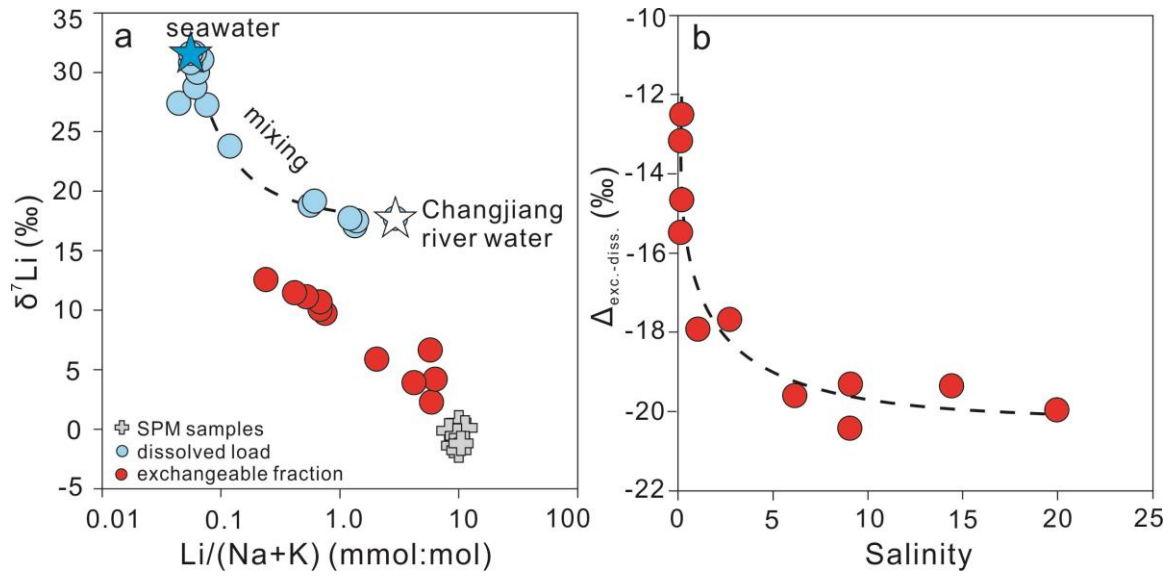 a
seawater
mixing
Changjiang
river water
δ⁷Li (‰)
35
30
25
20
15
10
5
0
-5
SPM samples
dissolved load
exchangeable fraction
0.01
0.1
1.0
10
100
Li/(Na+K) (mmol:mol)
b
Δexc.-diss. (‰)
-10
-12
-14
-16
-18
-20
-22
0
5
10
15
20
25
Salinity